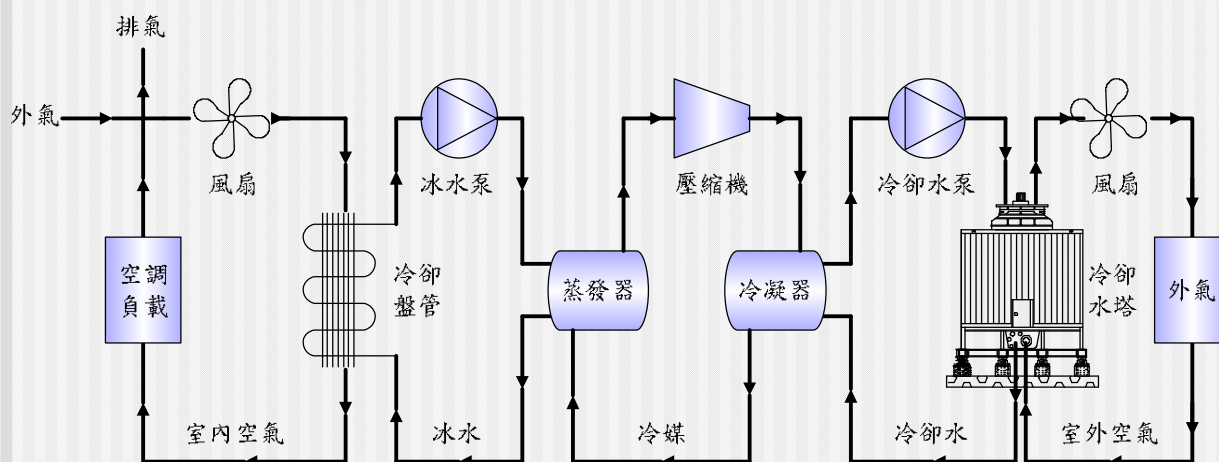 排氣
外氣
風扇
冰水泵
壓縮機
冷卻水泵
風扇
空調
負載
冷卻
盤管
蒸發器
冷凝器
冷卻
水塔
外氣
室內空氣
冰水
冷媒
冷卻水
室外空氣